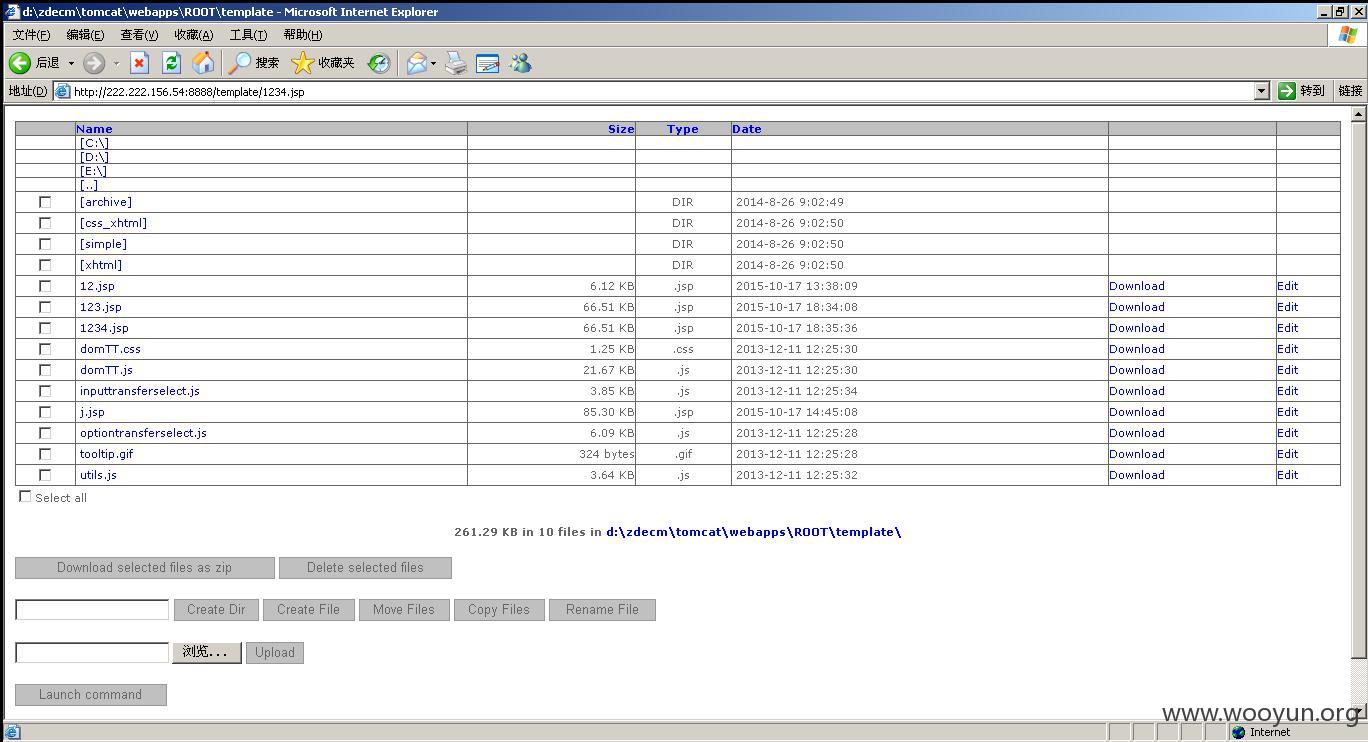 d:\zdecm\tomcat\webapps\ROOT\template - Microsoft Internet Explorer
文件(F) 编辑(E) 查看(V) 收藏(A) 工具(T) 帮助(H)
后退 搜索 收藏夹
地址(D) http://222.222.156.54:8888/template/1234.jsp 转到 链接
Name Size Type Date
[C:\]
[D:\]
[E:\]
[..]
[archive] DIR 2014-8-26 9:02:49
[css_xhtml] DIR 2014-8-26 9:02:50
[simple] DIR 2014-8-26 9:02:50
[xhtml] DIR 2014-8-26 9:02:50
12.jsp 6.12 KB .jsp 2015-10-17 13:38:09 Download Edit
123.jsp 66.51 KB .jsp 2015-10-17 18:34:08 Download Edit
1234.jsp 66.51 KB .jsp 2015-10-17 18:35:36 Download Edit
domTT.css 1.25 KB .css 2013-12-11 12:25:30 Download Edit
domTT.js 21.67 KB .js 2013-12-11 12:25:30 Download Edit
inputtransferselect.js 3.85 KB .js 2013-12-11 12:25:34 Download Edit
j.jsp 85.30 KB .jsp 2015-10-17 14:45:08 Download Edit
optiontransferselect.js 6.09 KB .js 2013-12-11 12:25:28 Download Edit
tooltip.gif 324 bytes .gif 2013-12-11 12:25:28 Download Edit
utils.js 3.64 KB .js 2013-12-11 12:25:32 Download Edit
Select all
261.29 KB in 10 files in d:\zdecm\tomcat\webapps\ROOT\template\
Download selected files as zip Delete selected files
Create Dir Create File Move Files Copy Files Rename File
浏览... Upload
Launch command
www.wooyun.org
Internet